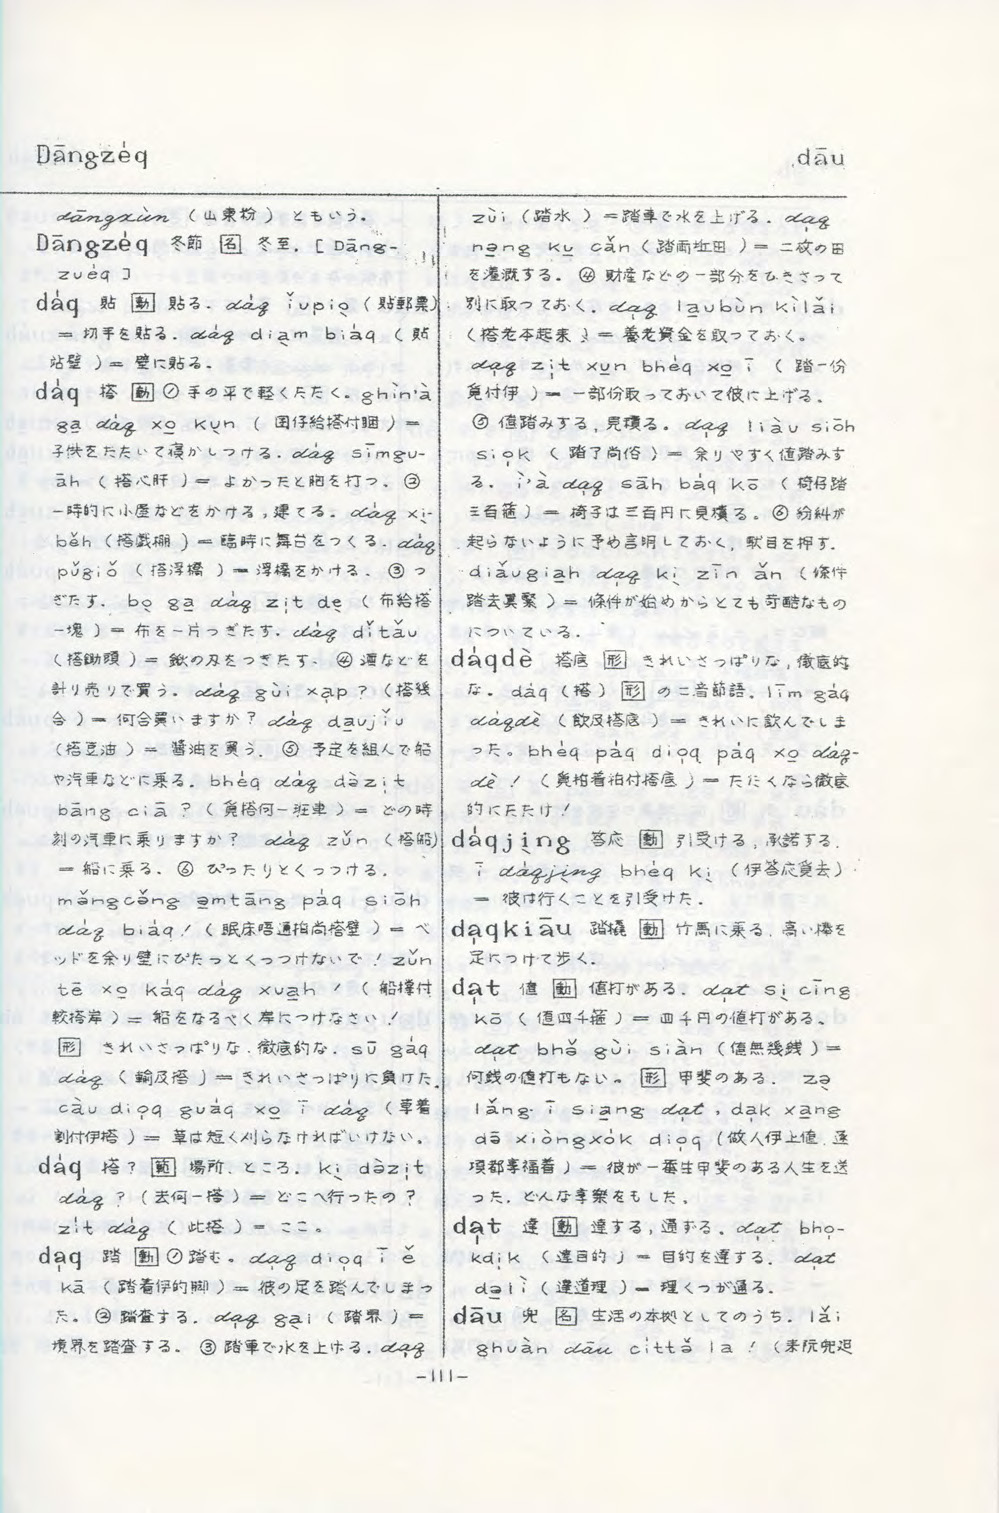 Dāngzéq
dāu
dāngxùn （山東粉）ともいう。
Dāngzéq 冬節 名 冬至. [Dāng-
zuéq]
dáq 貼 動 貼る. dáq ǐupiọ（貼郵票）
= 切手を貼る. dáq diạm biáq（貼
站壁）= 壁に貼る.
dáq 搭 動 ① 手の平で軽くたたく. ghìn'à
gạ dáq xọ kụn（囝仔給搭付睏）=
子供をたたいて寝かしつける. dáq sīmgu-
āh（搭心肝）= よかったと胸を打つ. ②
一時的に小屋などをかける, 建てる. dáq xì-
běh（搭戯棚）= 臨時に舞台をつくる. dáq
pǔgiǒ（搭浮橋）= 浮橋をかける. ③ つ
ぎたす. bọ gạ dáq zịt dẹ（布給搭
一塊）= 布を一片つぎたす. dáq dǐtǎu
（搭鋤頭）= 鍬の刃をつぎたす. ④ 酒などを
計り売りで買う. dáq gùi xạp？（搭幾
合）= 何合買いますか？ dáq dạujǐu
（搭豆油）= 醬油を買う. ⑤ 予定を組んで船
や汽車などに乗る. bhéq dáq dàzịt
bāng ciā？（覓搭何一班車）= どの時
刻の汽車に乗りますか？ dáq zǔn（搭船）
= 船に乗る. ⑥ ぴったりとくっつける.
mǎngcǒng ạmtāng páq siōh
dáq biáq！（眠床唔通拍尚搭壁）= ベ
ッドを余り壁にぴたっとくっつけないで！ zǔn
tē xọ káq dáq xuạh！（船撑付
較搭岸）= 船をなるべく岸につけなさい！
形 きれいさっぱりな. 徹底的な. sū gáq
dáq（輸及搭）= きれいさっぱりに負けた.
càu diọq guáq xọ ī dáq（草着
割付伊搭）= 草は短く刈らなければいけない.
dáq 搭？ 範 場所, ところ. kị dàzịt
dáq？（去何一搭）= どこへ行ったの？
zít dáq（此搭）= ここ.
dạq 踏 動 ① 踏む. dạq diọq ī ě
kā（踏着伊的脚）= 彼の足を踏んでしまっ
た. ② 踏査する. dạq gại（踏界）=
境界を踏査する. ③ 踏車で水を上げる. dạq
zùi（踏水）= 踏車で水を上げる. dạq
nạng kụ cǎn（踏両坵田）= 二枚の田
を灌漑する. ④ 財産などの一部分をひきさって
別に取っておく. dạq lạubùn kìlǎi
（搭老本起来）= 養老資金を取っておく.
dạq zịt xụn bhéq xọ ī（踏一份
覓付伊）= 一部份取っておいて彼に上げる.
⑤ 値踏みする, 見積る. dạq liàu siōh
siọk（踏了尚俗）= 余りやすく値踏みす
る. ì'à dạq sāh báq kō（椅仔踏
三百箍）= 椅子は三百円に見積る. ⑥ 紛糾が
起らないように予め言明しておく, 駄目を押す.
diǎugiạh dạq kị zīn ǎn（條件
踏去真緊）= 條件が始めからとても苛酷なもの
についている.
dáqdè 搭底 形 きれいさっぱりな, 徹底的
な. dáq（搭）形 の二音節語. līm gáq
dáqdè（飲及搭底）= きれいに飲んでしま
った. bhéq páq diọq páq xọ dáq-
dè！（覓拍着拍付搭底）= たたくなら徹底
的にたたけ！
dáqjịng 答応 動 引受ける, 承諾する.
ī dáqjịng bhéq kị（伊答応覓去）
= 彼は行くことを引受けた.
dạqkiāu 踏橇 動 竹馬に乗る. 高い棒を
足につけて歩く.
dạt 値 動 値打がある. dạt sị cīng
kō（値四千箍）= 四千円の値打がある.
dạt bhǒ gùi siàn（値無幾銭）=
何銭の値打もない. 形 甲斐のある. zọ
lǎng ī siạng dạt, dạk xạng
dō xiòngxók diọq（做人伊上値, 逐
項都享福着）= 彼が一番生甲斐のある人生を送
った, どんな享楽をもした.
dạt 達 動 達する, 通ずる. dạt bhọ-
kdịk（達目的）= 目的を達する. dạt
dọlì（達道理）= 理くつが通る.
dāu 兜 名 生活の本拠としてのうち. lǎi
ghuàn dāu cìttǒ la！（来阮兜𨑨
-111-